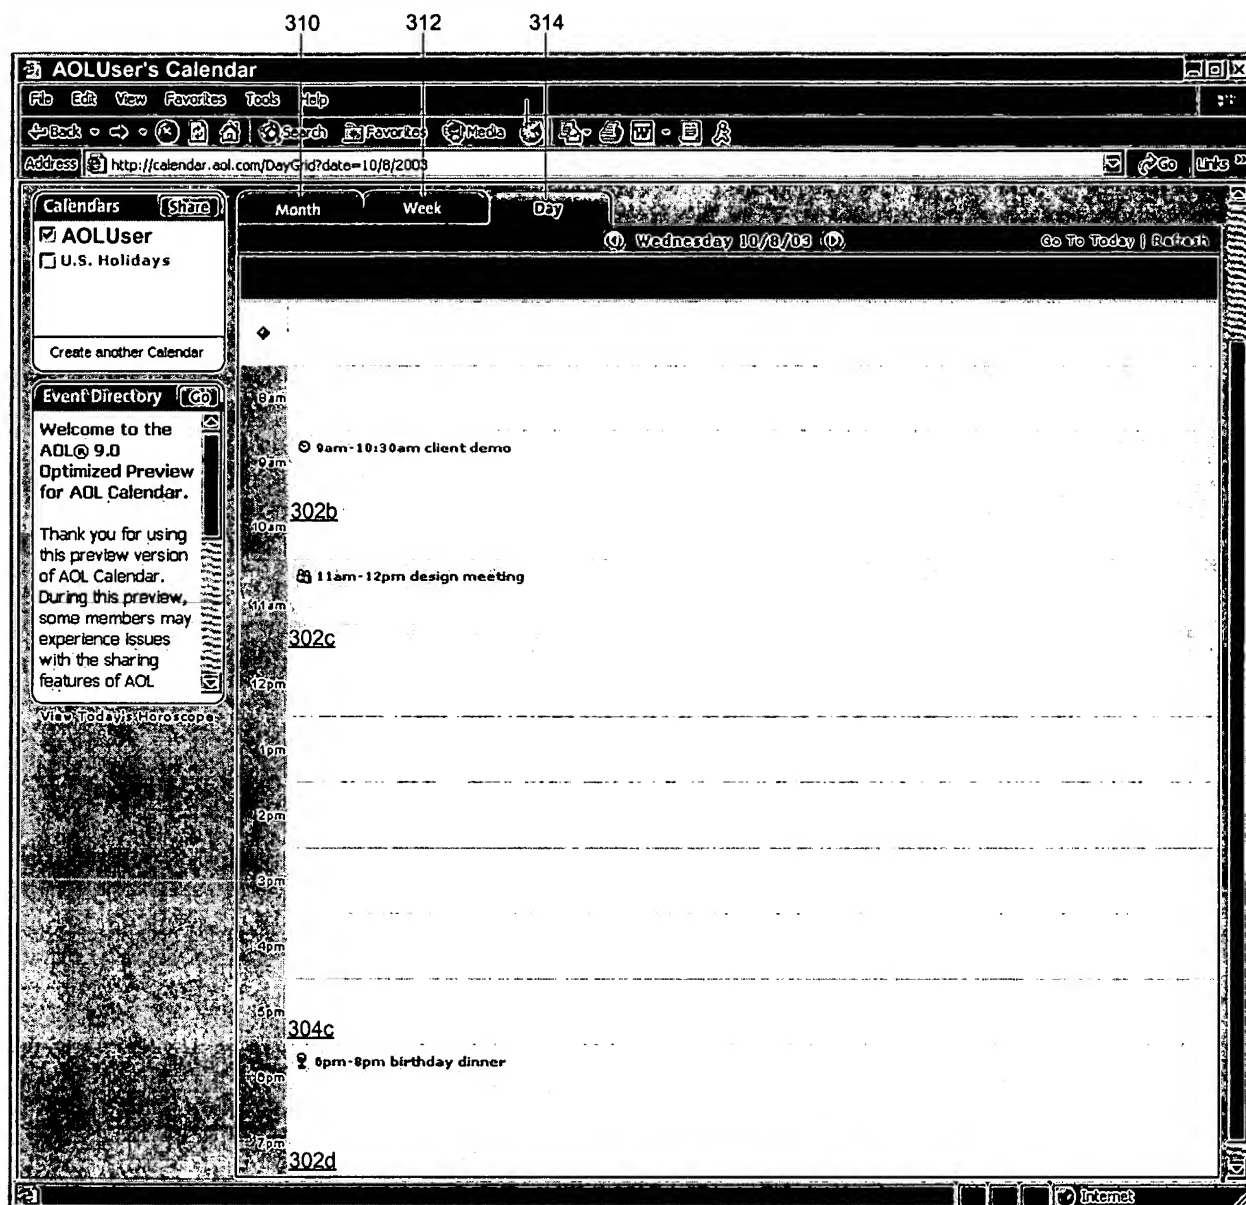 310 312 314
AOLUser's Calendar
File Edit View Favorites Tools Help
Back Search Favorites Media
Address http://calendar.aol.com/DayGrid?date=10/8/2003 Go Links »
Calendars Share
AOLUser
U.S. Holidays
Create another Calendar
Event Directory Go
Welcome to the
AOL® 9.0
Optimized Preview
for AOL Calendar.
Thank you for using
this preview version
of AOL Calendar.
During this preview,
some members may
experience issues
with the sharing
features of AOL
View Today's Horoscope
Month Week Day
Wednesday 10/8/03
Go To Today | Refresh
8am
9am-10:30am client demo
9am
302b
10am
11am-12pm design meeting
11am
302c
12pm
1pm
2pm
3pm
4pm
5pm
304c
6pm-8pm birthday dinner
6pm
7pm
302d
Internet